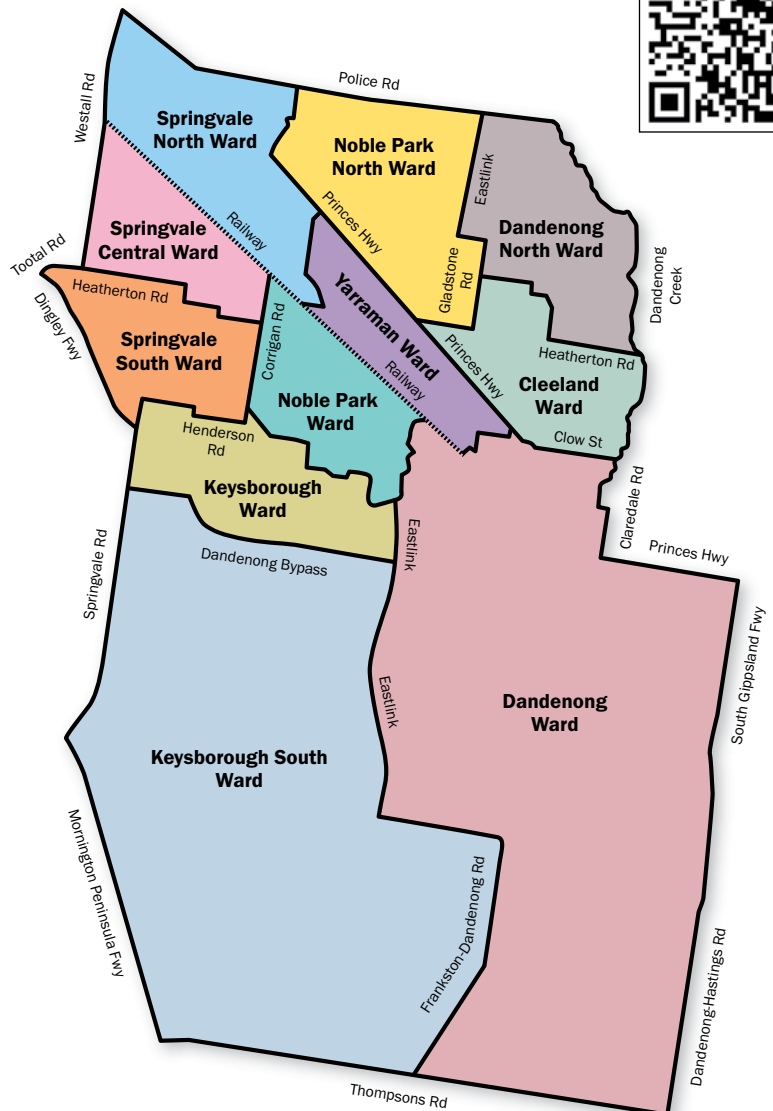 Police Rd
Westall Rd
Springvale
North Ward
Noble Park
North Ward
Eastlink
Dandenong
North Ward
Princes Hwy
Railway
Springvale
Central Ward
Tootal Rd
Gladstone
Rd
Dandenong
Creek
Heatherton Rd
Dingley Fwy
Springvale
South Ward
Corrigan Rd
Yarraman Ward
Railway
Princes Hwy
Heatherton Rd
Cleeland
Ward
Noble Park
Ward
Clow St
Henderson
Rd
Keysborough
Ward
Claredale Rd
Eastlink
Princes Hwy
Springvale Rd
Dandenong Bypass
South Gippsland Fwy
Eastlink
Dandenong
Ward
Keysborough South
Ward
Mornington Peninsula Fwy
Frankston-Dandenong Rd
Dandenong-Hastings Rd
Thompsons Rd